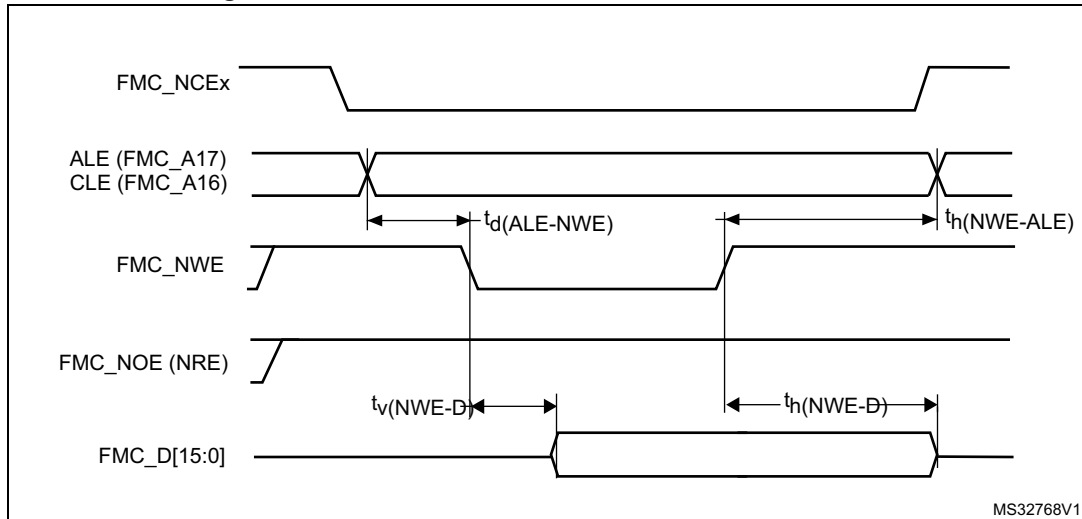 FMC_NCEx
ALE (FMC_A17)
CLE (FMC_A16)
td(ALE-NWE)
th(NWE-ALE)
FMC_NWE
FMC_NOE (NRE)
tv(NWE-D)
th(NWE-D)
FMC_D[15:0]
MS32768V1